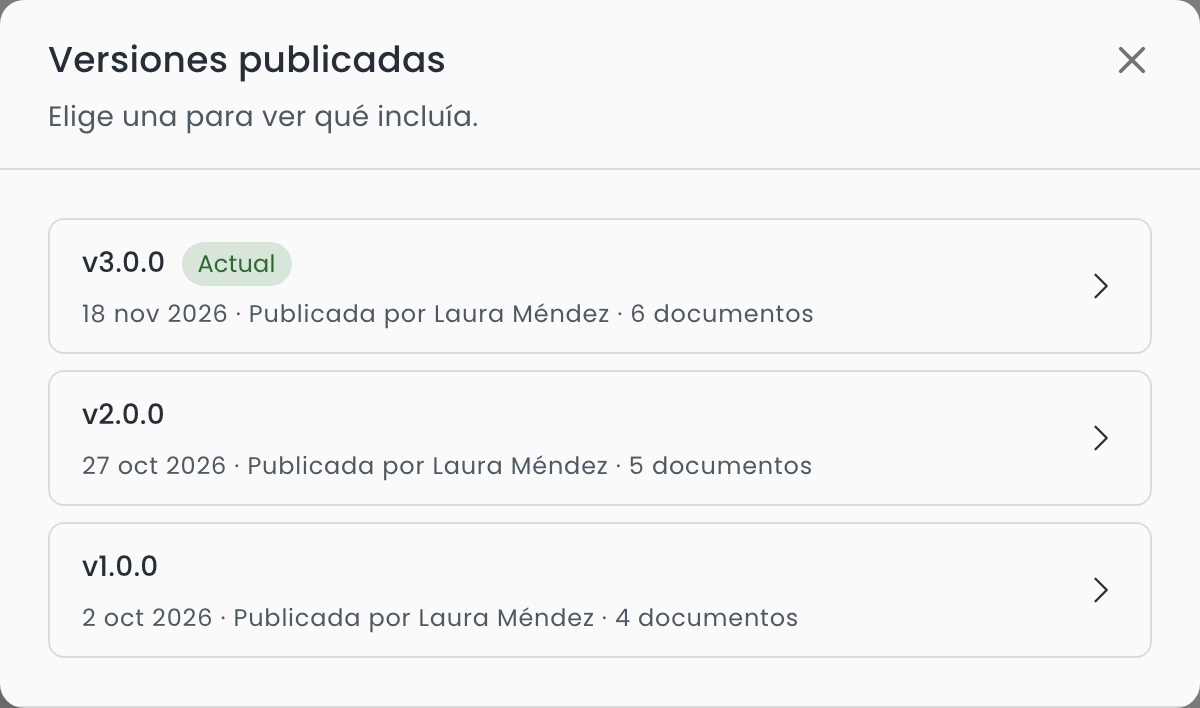 Versiones publicadas
Elige una para ver qué incluía.
v3.0.0 Actual
18 nov 2026 · Publicada por Laura Méndez · 6 documentos
v2.0.0
27 oct 2026 · Publicada por Laura Méndez · 5 documentos
v1.0.0
2 oct 2026 · Publicada por Laura Méndez · 4 documentos